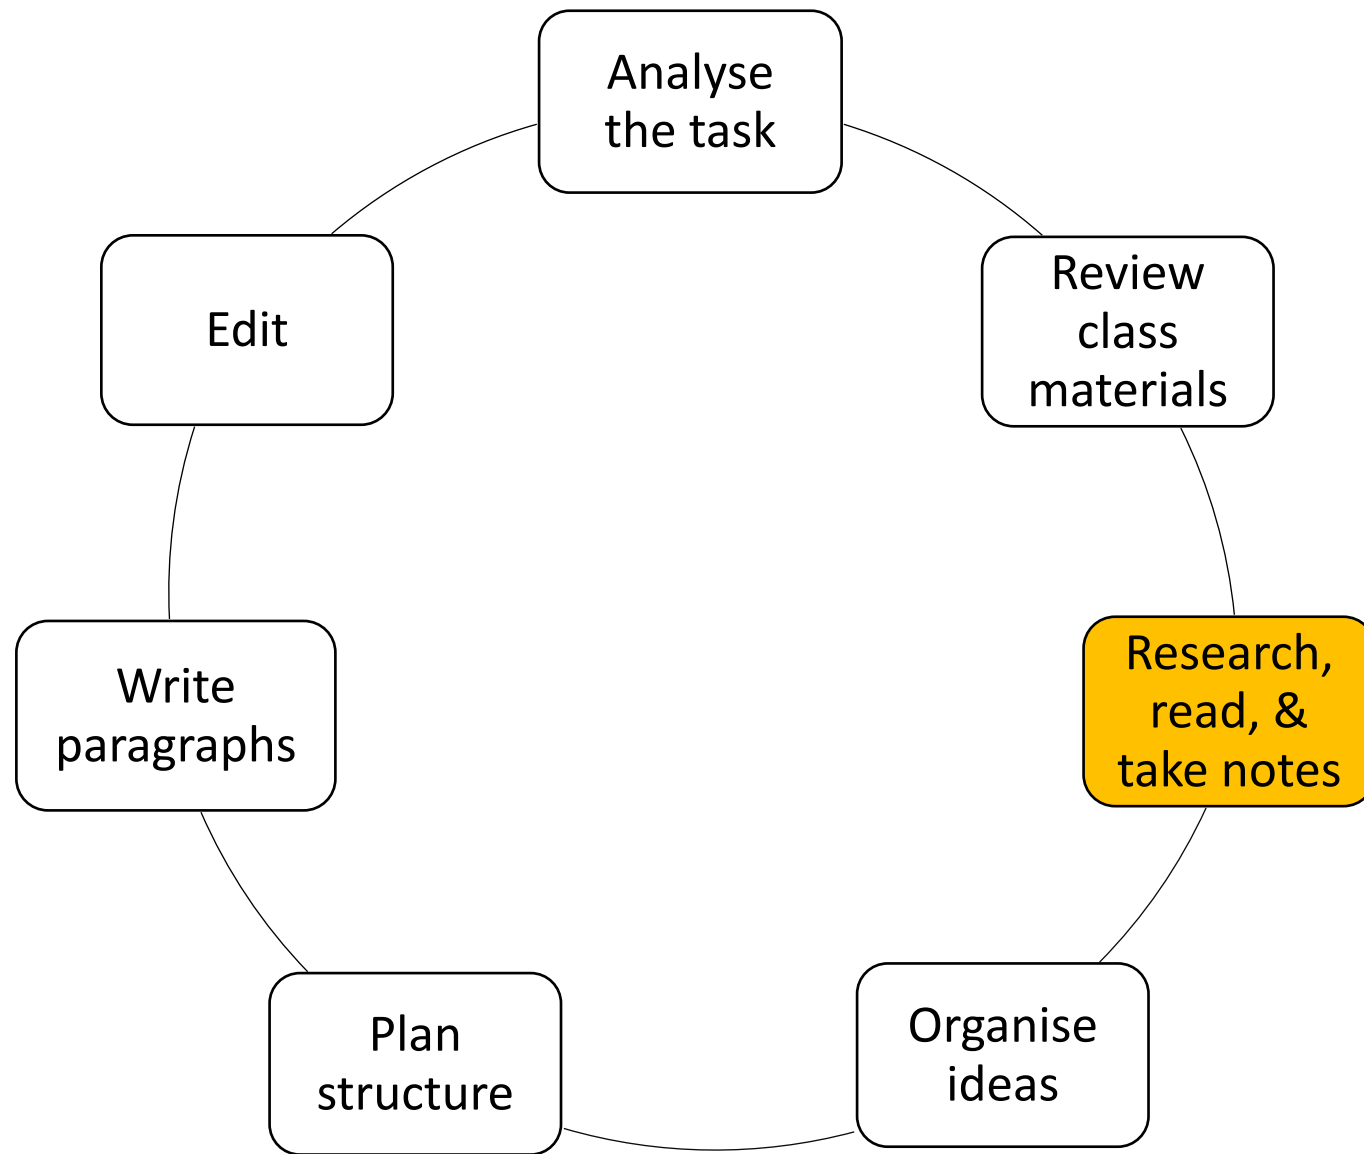 Analyse
the task
Review
class
materials
Research,
read, &
take notes
Organise
ideas
Plan
structure
Write
paragraphs
Edit